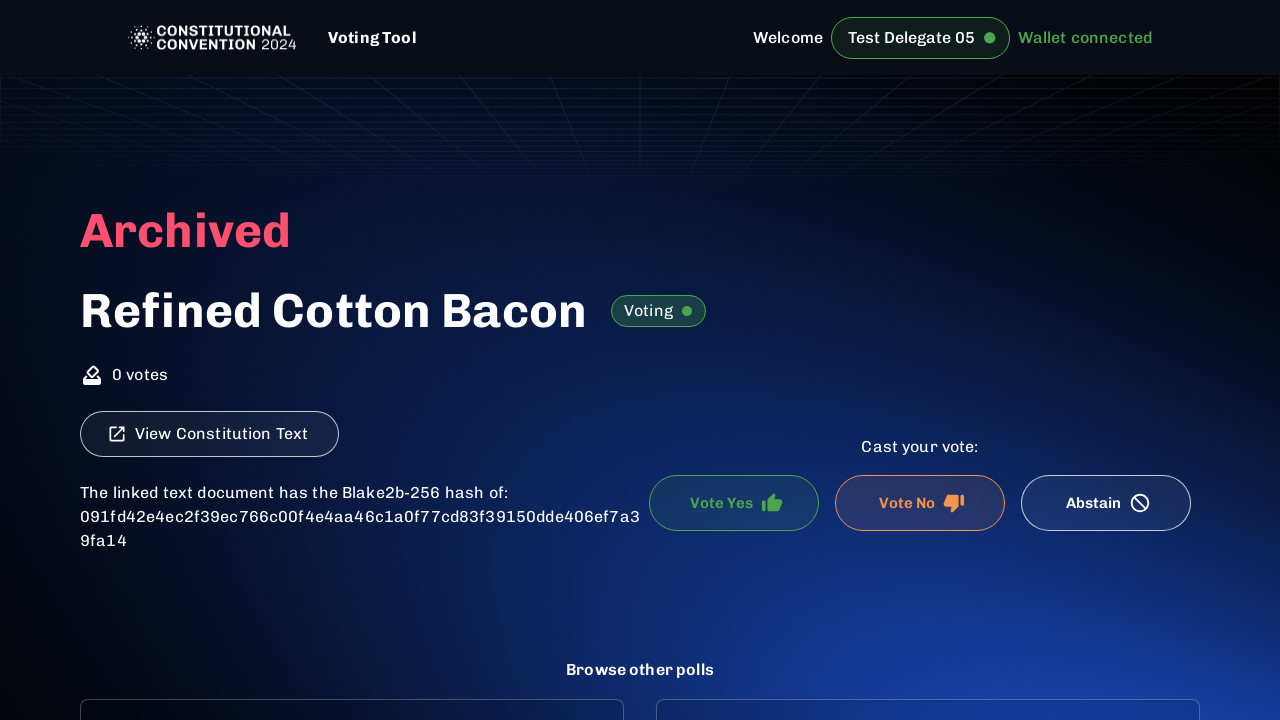 CONSTITUTIONAL
CONVENTION 2024
Voting Tool
Welcome
Test Delegate 05
Wallet connected
Archived
Refined Cotton Bacon
Voting
0 votes
View Constitution Text
The linked text document has the Blake2b-256 hash of:
091fd42e4ec2f39ec766c00f4e4aa46c1a0f77cd83f39150dde406ef7a3
9fa14
Cast your vote:
Vote Yes
Vote No
Abstain
Browse other polls